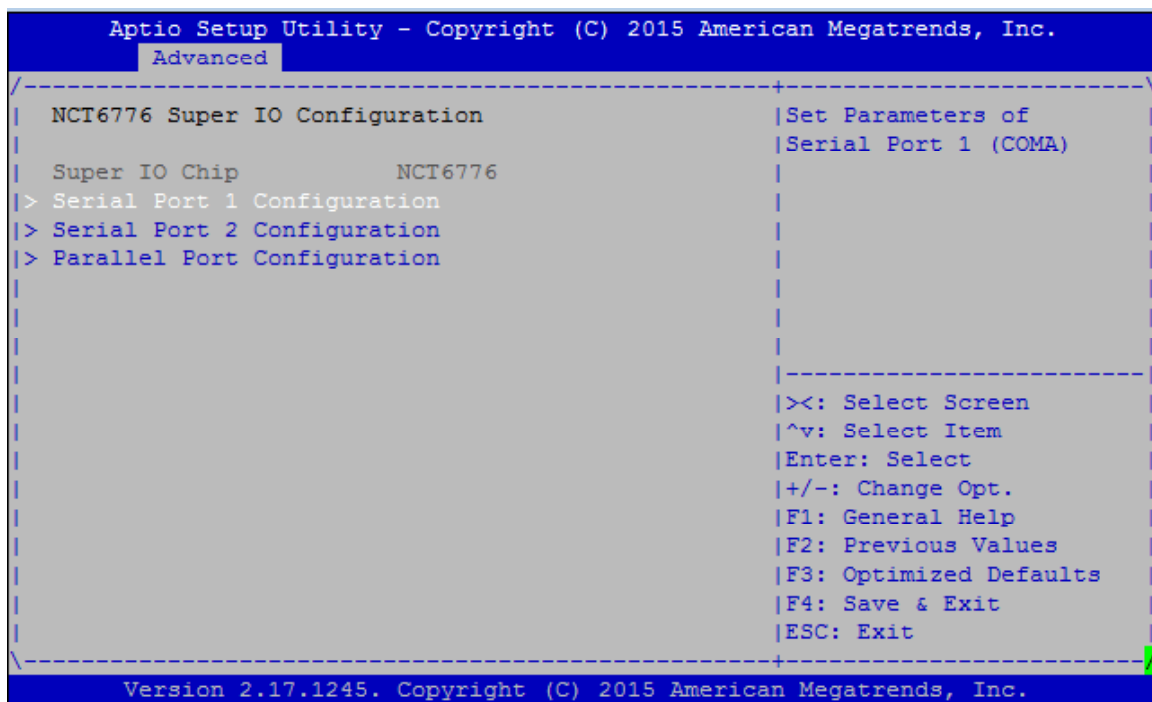 Aptio Setup Utility - Copyright (C) 2015 American Megatrends, Inc.
Advanced
NCT6776 Super IO Configuration
Super IO Chip NCT6776
> Serial Port 1 Configuration
> Serial Port 2 Configuration
> Parallel Port Configuration
Set Parameters of
Serial Port 1 (COMA)
><: Select Screen
^v: Select Item
Enter: Select
+/-: Change Opt.
F1: General Help
F2: Previous Values
F3: Optimized Defaults
F4: Save & Exit
ESC: Exit
Version 2.17.1245. Copyright (C) 2015 American Megatrends, Inc.